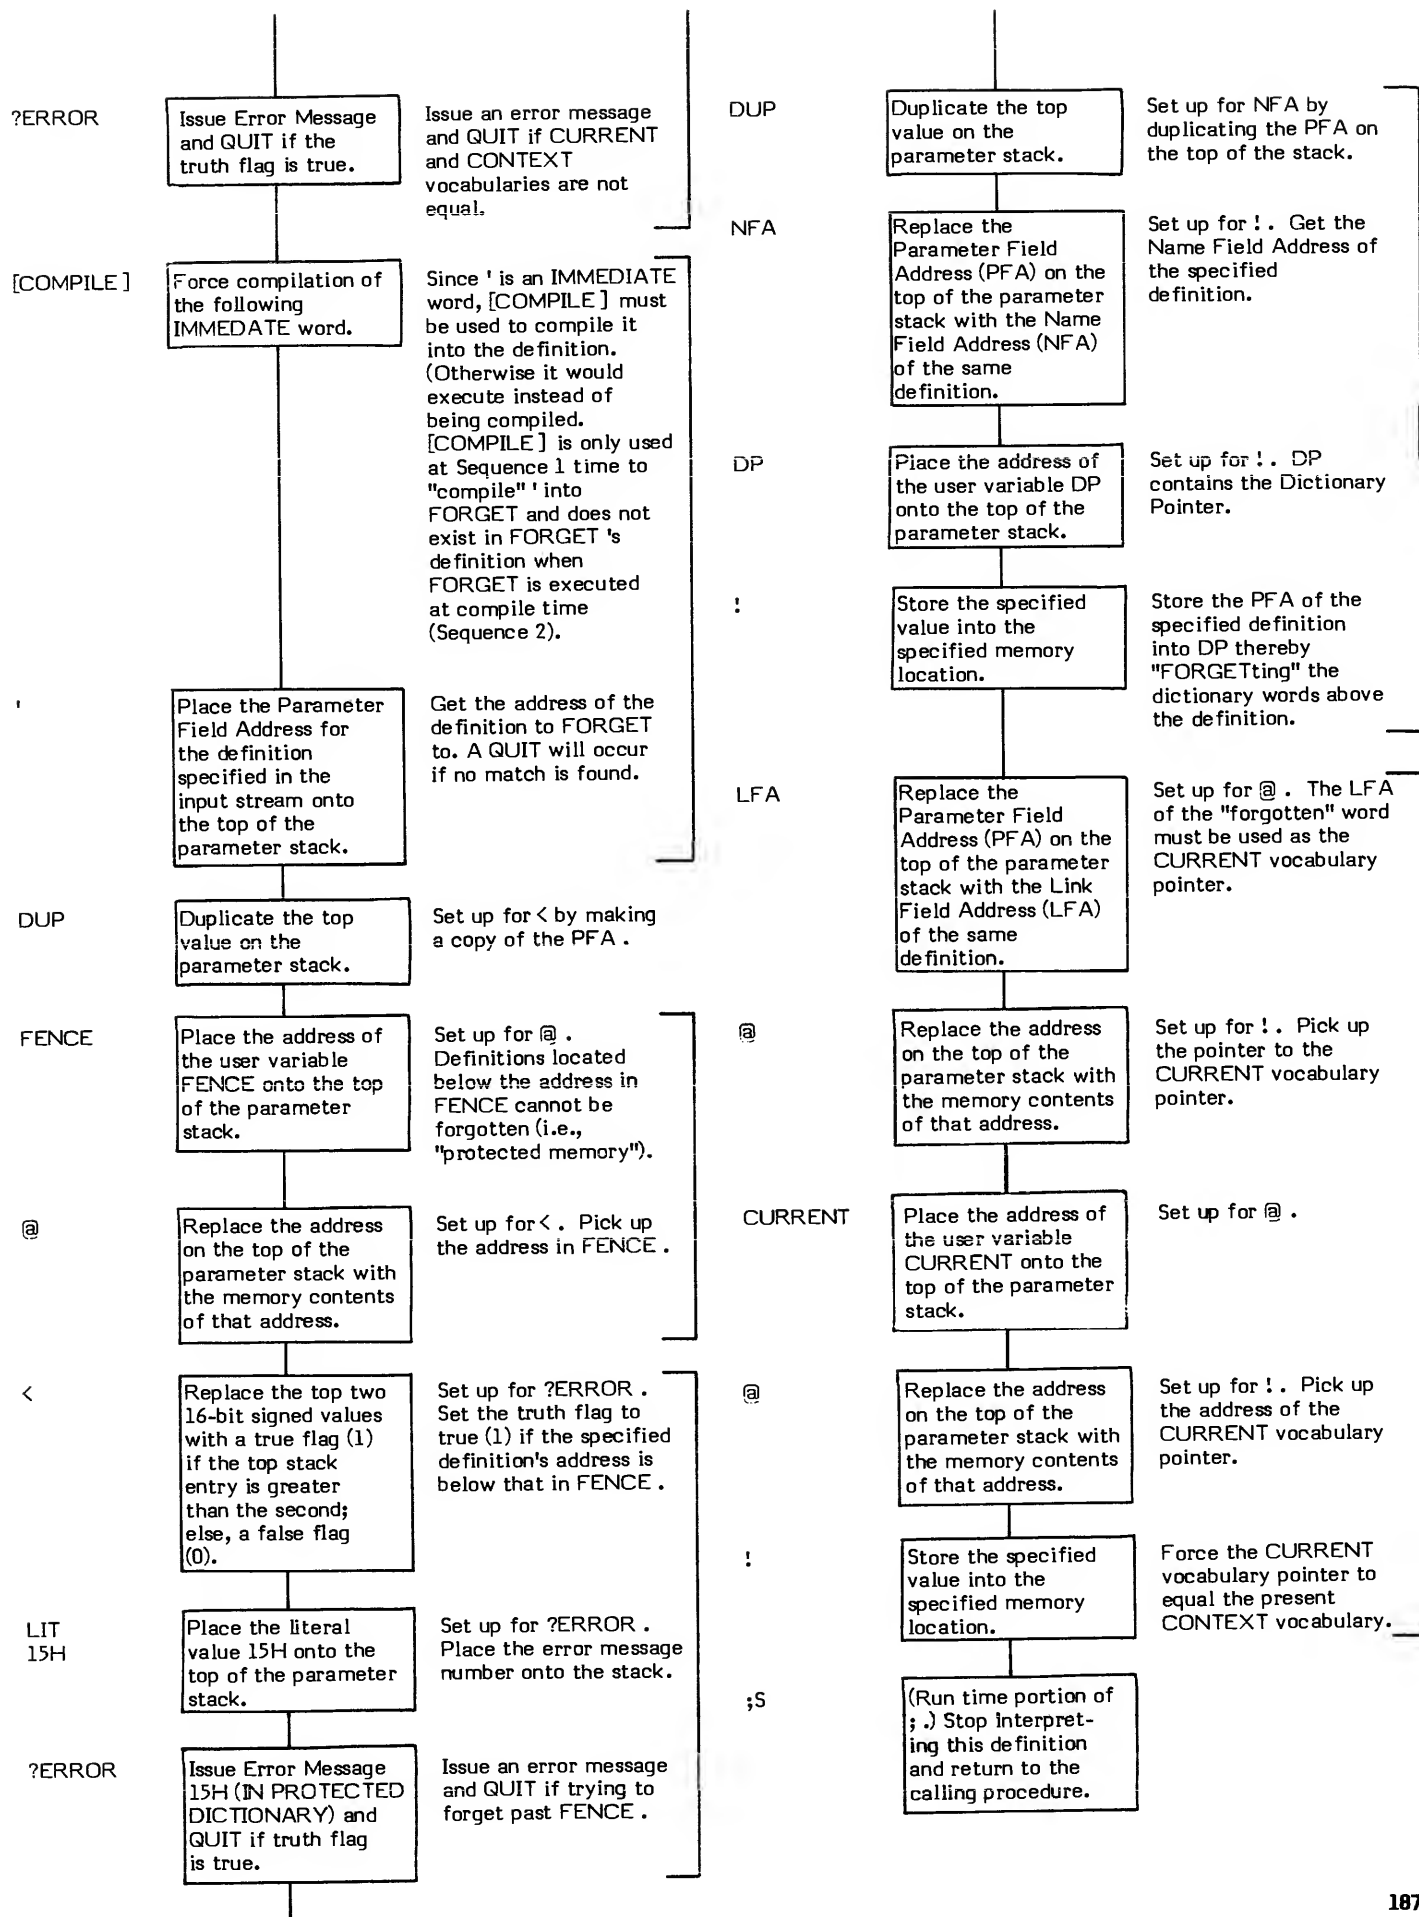 ?ERROR
Issue Error Message
and QUIT if the
truth flag is true.
Issue an error message
and QUIT if CURRENT
and CONTEXT
vocabularies are not
equal.
[COMPILE]
Force compilation of
the following
IMMEDATE word.
Since ' is an IMMEDIATE
word, [COMPILE] must
be used to compile it
into the definition.
(Otherwise it would
execute instead of
being compiled.
[COMPILE] is only used
at Sequence 1 time to
"compile" ' into
FORGET and does not
exist in FORGET 's
definition when
FORGET is executed
at compile time
(Sequence 2).
'
Place the Parameter
Field Address for
the definition
specified in the
input stream onto
the top of the
parameter stack.
Get the address of the
definition to FORGET
to. A QUIT will occur
if no match is found.
DUP
Duplicate the top
value on the
parameter stack.
Set up for < by making
a copy of the PFA .
FENCE
Place the address of
the user variable
FENCE onto the top
of the parameter
stack.
Set up for @ .
Definitions located
below the address in
FENCE cannot be
forgotten (i.e.,
"protected memory").
@
Replace the address
on the top of the
parameter stack with
the memory contents
of that address.
Set up for < . Pick up
the address in FENCE .
<
Replace the top two
16-bit signed values
with a true flag (1)
if the top stack
entry is greater
than the second;
else, a false flag
(0).
Set up for ?ERROR .
Set the truth flag to
true (1) if the specified
definition's address is
below that in FENCE .
LIT
15H
Place the literal
value 15H onto the
top of the parameter
stack.
Set up for ?ERROR .
Place the error message
number onto the stack.
?ERROR
Issue Error Message
15H (IN PROTECTED
DICTIONARY) and
QUIT if truth flag
is true.
Issue an error message
and QUIT if trying to
forget past FENCE .
DUP
Duplicate the top
value on the
parameter stack.
Set up for NFA by
duplicating the PFA on
the top of the stack.
NFA
Replace the
Parameter Field
Address (PFA) on the
top of the parameter
stack with the Name
Field Address (NFA)
of the same
definition.
Set up for ! . Get the
Name Field Address of
the specified
definition.
DP
Place the address of
the user variable DP
onto the top of the
parameter stack.
Set up for ! . DP
contains the Dictionary
Pointer.
!
Store the specified
value into the
specified memory
location.
Store the PFA of the
specified definition
into DP thereby
"FORGETting" the
dictionary words above
the definition.
LFA
Replace the
Parameter Field
Address (PFA) on the
top of the parameter
stack with the Link
Field Address (LFA)
of the same
definition.
Set up for @ . The LFA
of the "forgotten" word
must be used as the
CURRENT vocabulary
pointer.
@
Replace the address
on the top of the
parameter stack with
the memory contents
of that address.
Set up for ! . Pick up
the pointer to the
CURRENT vocabulary
pointer.
CURRENT
Place the address of
the user variable
CURRENT onto the
top of the parameter
stack.
Set up for @ .
@
Replace the address
on the top of the
parameter stack with
the memory contents
of that address.
Set up for ! . Pick up
the address of the
CURRENT vocabulary
pointer.
!
Store the specified
value into the
specified memory
location.
Force the CURRENT
vocabulary pointer to
equal the present
CONTEXT vocabulary.
;S
(Run time portion of
; .) Stop interpret-
ing this definition
and return to the
calling procedure.
187